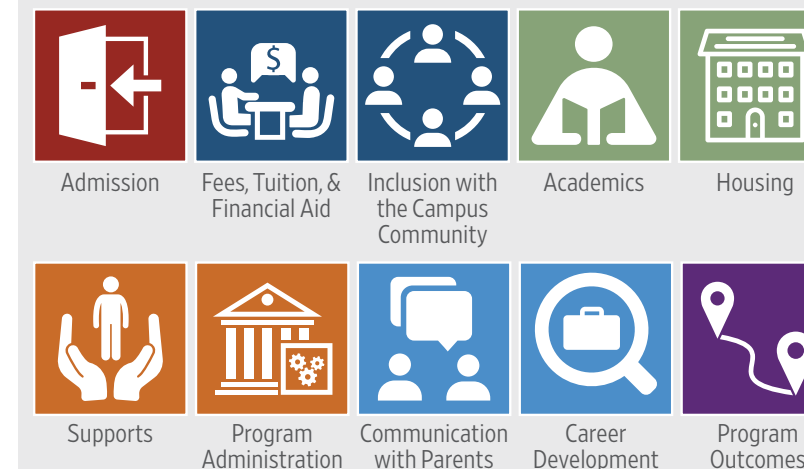 $
Admission
Fees, Tuition, &
Financial Aid
Inclusion with
the Campus
Community
Academics
Housing
Supports
Program
Administration
Communication
with Parents
Career
Development
Program
Outcomes